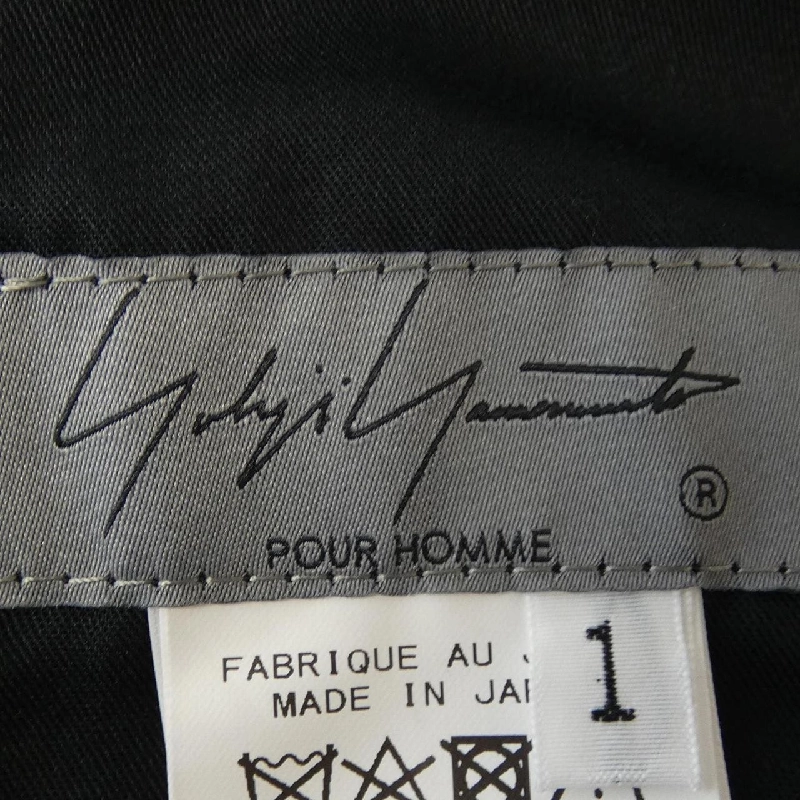 Yohji Yamamoto
®
POUR HOMME
FABRIQUE AU
MADE IN
1